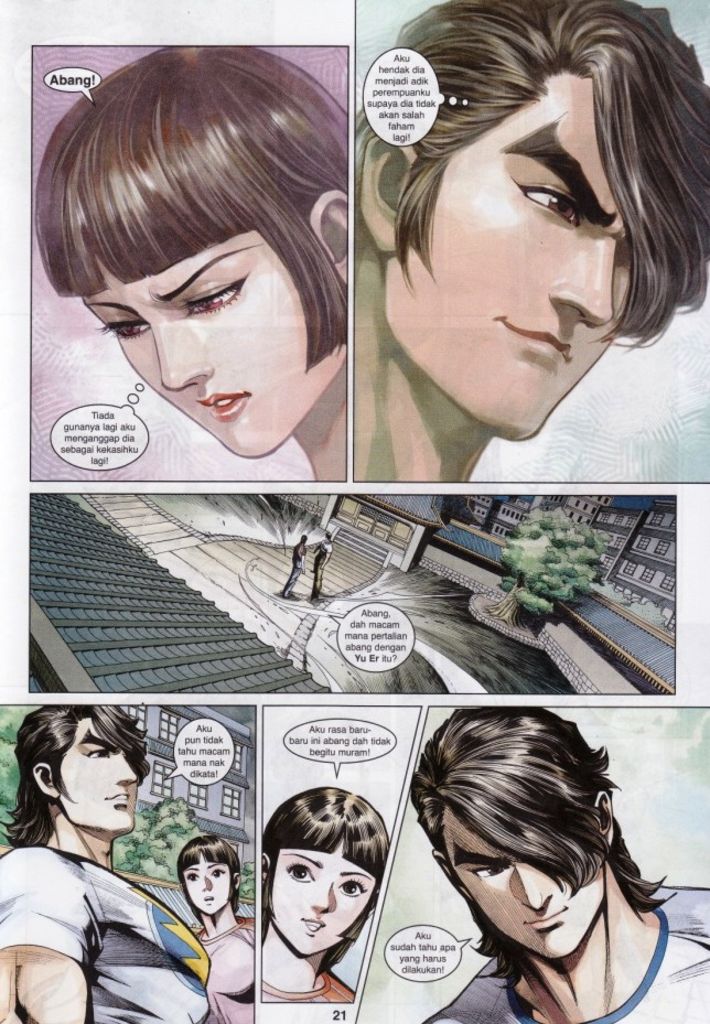 Abang!
Tiada
gunanya lagi aku
menganggap dia
sebagai kekasihku
lagi!
Aku
hendak dia
menjadi adik
perempuanku
supaya dia tidak
akan salah
faham
lagi!
Abang,
dah macam
mana pertalian
abang dengan
Yu Er itu?
Aku
pun tidak
tahu macam
mana nak
dikata!
Aku rasa baru-
baru ini abang dah tidak
begitu muram!
Aku
sudah tahu apa
yang harus
dilakukan!
21